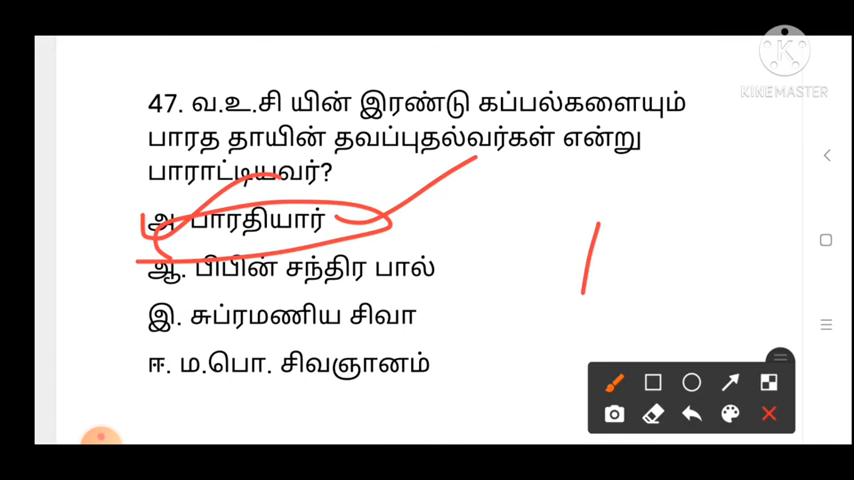 KINEMASTER
47. வ.உ.சி யின் இரண்டு கப்பல்களையும்
பாரத தாயின் தவப்புதல்வர்கள் என்று
பாராட்டியவர்?
அ. பாரதியார்
ஆ. பிபின் சந்திர பால்
இ. சுப்ரமணிய சிவா
ஈ. ம.பொ. சிவஞானம்